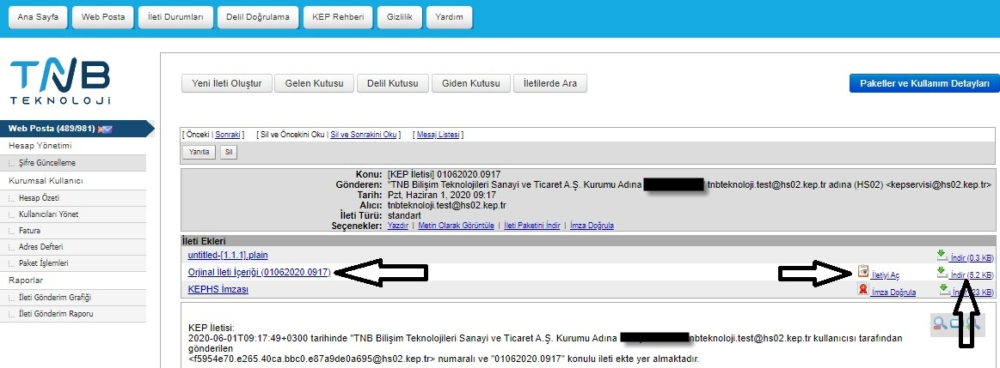 Ana Sayfa Web Posta İleti Durumları Delil Doğrulama KEP Rehberi Gizlilik Yardım
TNB
TEKNOLOJİ
Yeni İleti Oluştur Gelen Kutusu Delil Kutusu Giden Kutusu İletilerde Ara
Paketler ve Kullanım Detayları
Web Posta (489/981)
Hesap Yönetimi
Şifre Güncelleme
Kurumsal Kullanıcı
Hesap Özeti
Kullanıcıları Yönet
Fatura
Adres Defteri
Paket İşlemleri
Raporlar
İleti Gönderim Grafiği
İleti Gönderim Raporu
[ Önceki | Sonraki ] [ Sil ve Öncekini Oku | Sil ve Sonrakini Oku ] [ Mesaj Listesi ]
Yanıtla Sil
Konu: [KEP İletisi] 01062020.0917
Gönderen: "TNB Bilişim Teknolojileri Sanayi ve Ticaret A.Ş. Kurumu Adına tnbteknoloji.test@hs02.kep.tr adına (HS02) <kepservisi@hs02.kep.tr>
Tarih: Pzt, Haziran 1, 2020 09:17
Alıcı: tnbteknoloji.test@hs02.kep.tr
İleti Türü: standart
Seçenekler: Yazdır | Metin Olarak Görüntüle | İleti Paketini İndir | İmza Doğrula
İleti Ekleri
untitled-[1.1.1].plain İndir (0.3 KB)
Orjinal İleti İçeriği (01062020.0917) İletiyi Aç İndir (5.2 KB)
KEPHS İmzası İmza Doğrula 23 KB)
KEP İletisi:
2020-06-01T09:17:49+0300 tarihinde "TNB Bilişim Teknolojileri Sanayi ve Ticaret A.Ş. Kurumu Adına nbteknoloji.test@hs02.kep.tr kullanıcısı tarafından
gönderilen
<f5954e70.e265.40ca.bbc0.e87a9de0a695@hs02.kep.tr> numaralı ve "01062020.0917" konulu ileti ekte yer almaktadır.